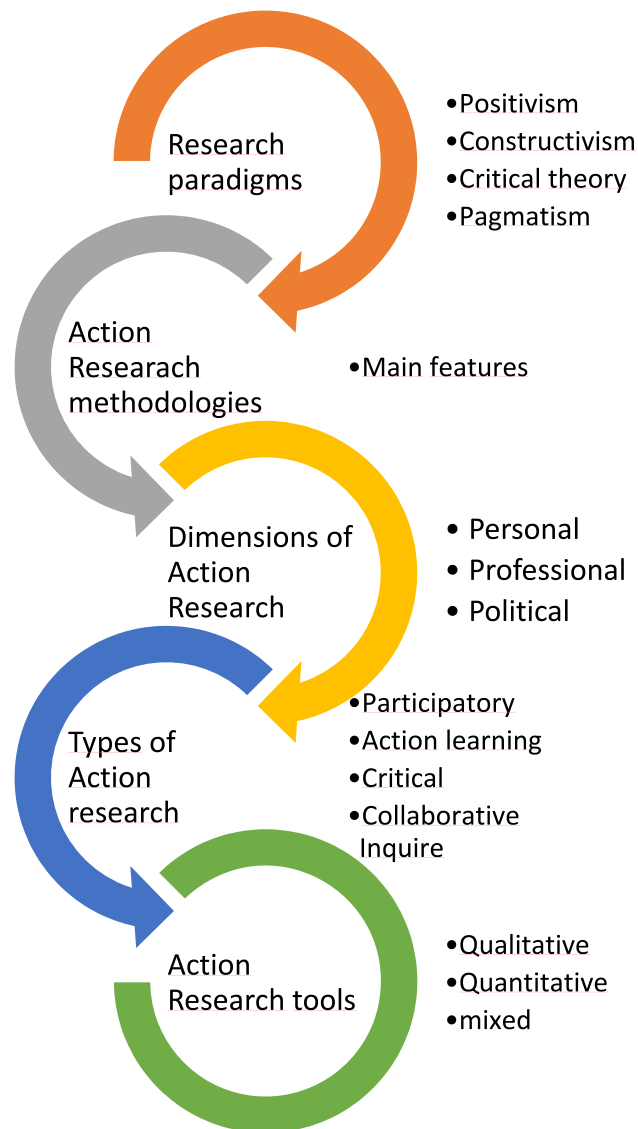 Research
paradigms
•Positivism
•Constructivism
•Critical theory
•Pagmatism
Action
Researach
methodologies
•Main features
Dimensions of
Action
Research
• Personal
• Professional
• Political
Types of
Action
research
•Participatory
•Action learning
•Critical
•Collaborative
Inquire
Action
Research tools
•Qualitative
•Quantitative
•mixed